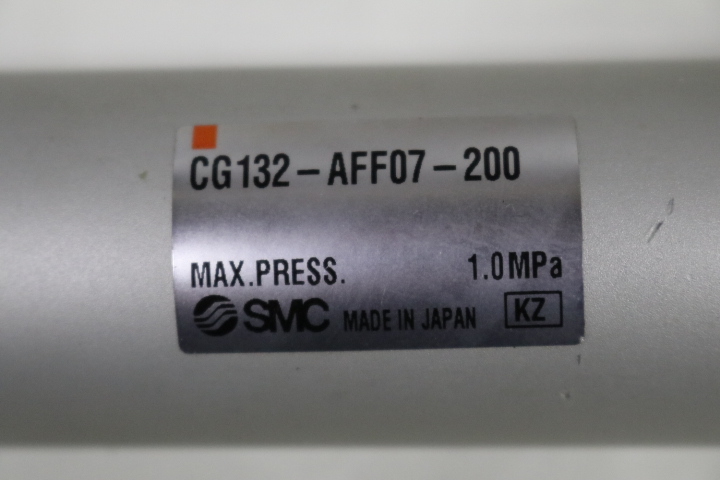 CG132-AFF07-200
MAX.PRESS. 1.0MPa
SMC MADE IN JAPAN KZ